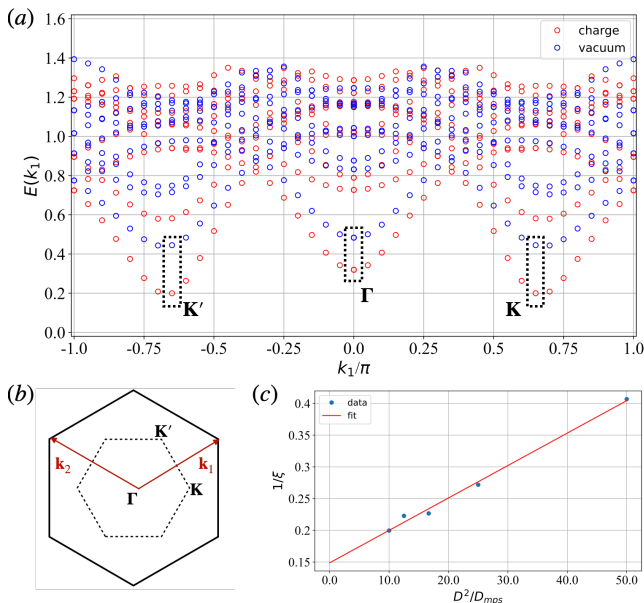 (a)
1.6
1.4
1.2
1.0
0.8
0.6
0.4
0.2
0.0
E(k₁)
charge
vacuum
K′
Γ
K
-1.0 -0.75 -0.5 -0.25 0.0 0.25 0.5 0.75 1.0
k₁/π
(b)
K′
k₂
k₁
Γ
K
(c)
data
fit
0.4
0.35
0.3
0.25
0.2
0.15
1/ξ
0.0 10.0 20.0 30.0 40.0 50.0
D²/Dₘₚₛ